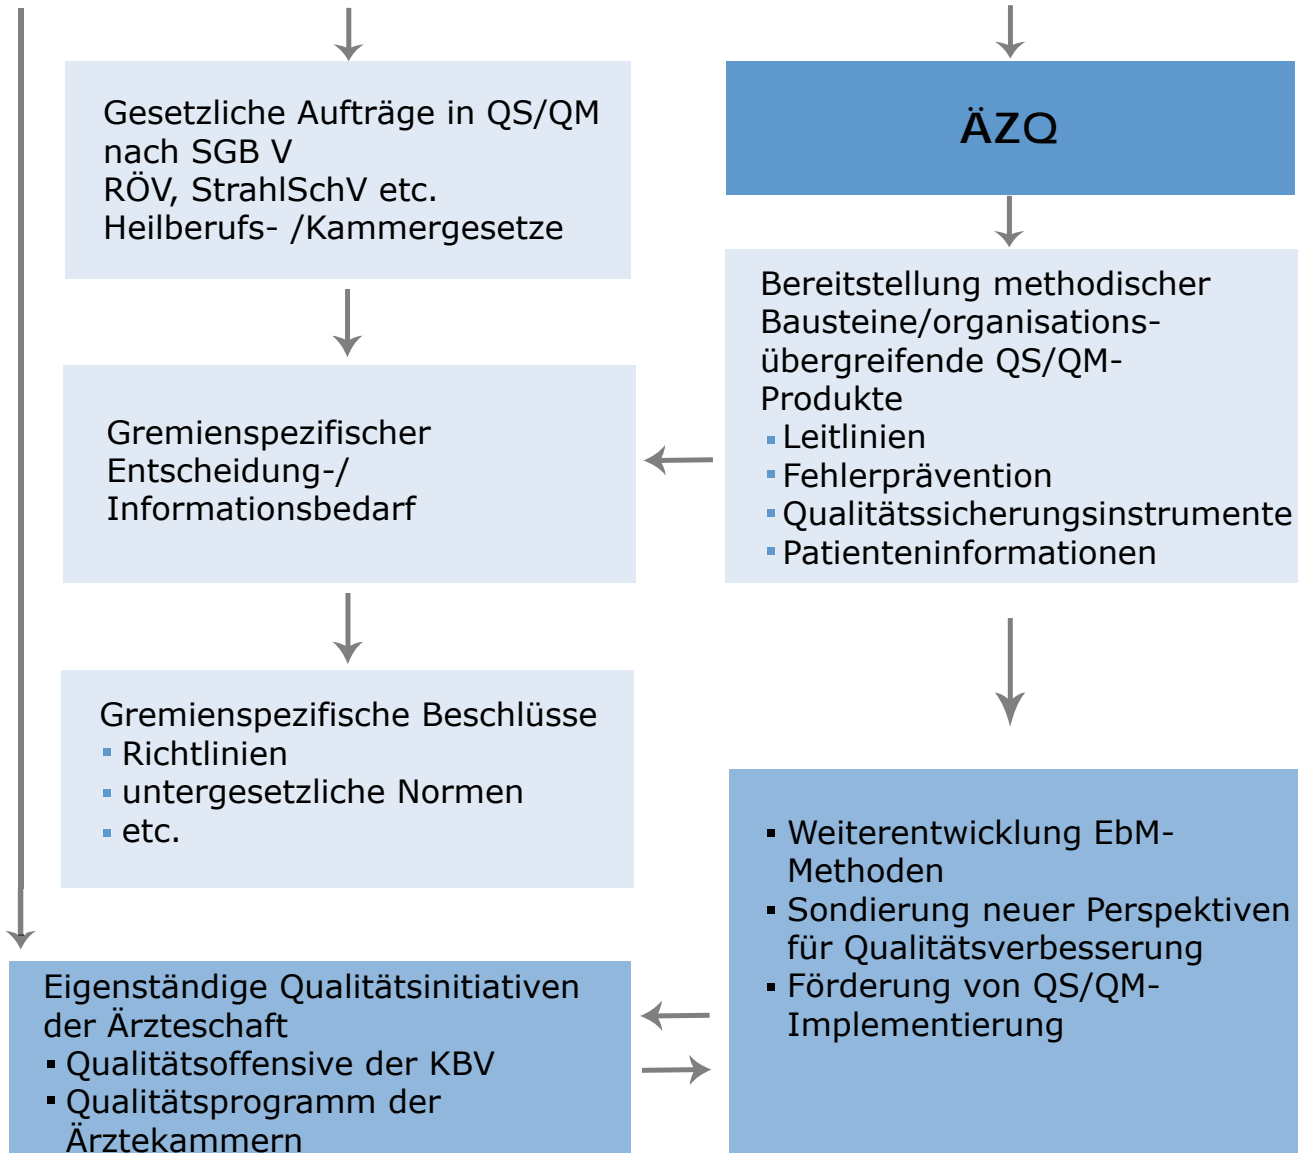 Gesetzliche Aufträge in QS/QM
nach SGB V
RÖV, StrahlSchV etc.
Heilberufs- /Kammergesetze
Gremienspezifischer
Entscheidung-/
Informationsbedarf
Gremienspezifische Beschlüsse
▪ Richtlinien
▪ untergesetzliche Normen
▪ etc.
Eigenständige Qualitätsinitiativen
der Ärzteschaft
▪ Qualitätsoffensive der KBV
▪ Qualitätsprogramm der
Ärztekammern
ÄZQ
Bereitstellung methodischer
Bausteine/organisations-
übergreifende QS/QM-
Produkte
▪ Leitlinien
▪ Fehlerprävention
▪ Qualitätssicherungsinstrumente
▪ Patienteninformationen
▪ Weiterentwicklung EbM-
Methoden
▪ Sondierung neuer Perspektiven
für Qualitätsverbesserung
▪ Förderung von QS/QM-
Implementierung